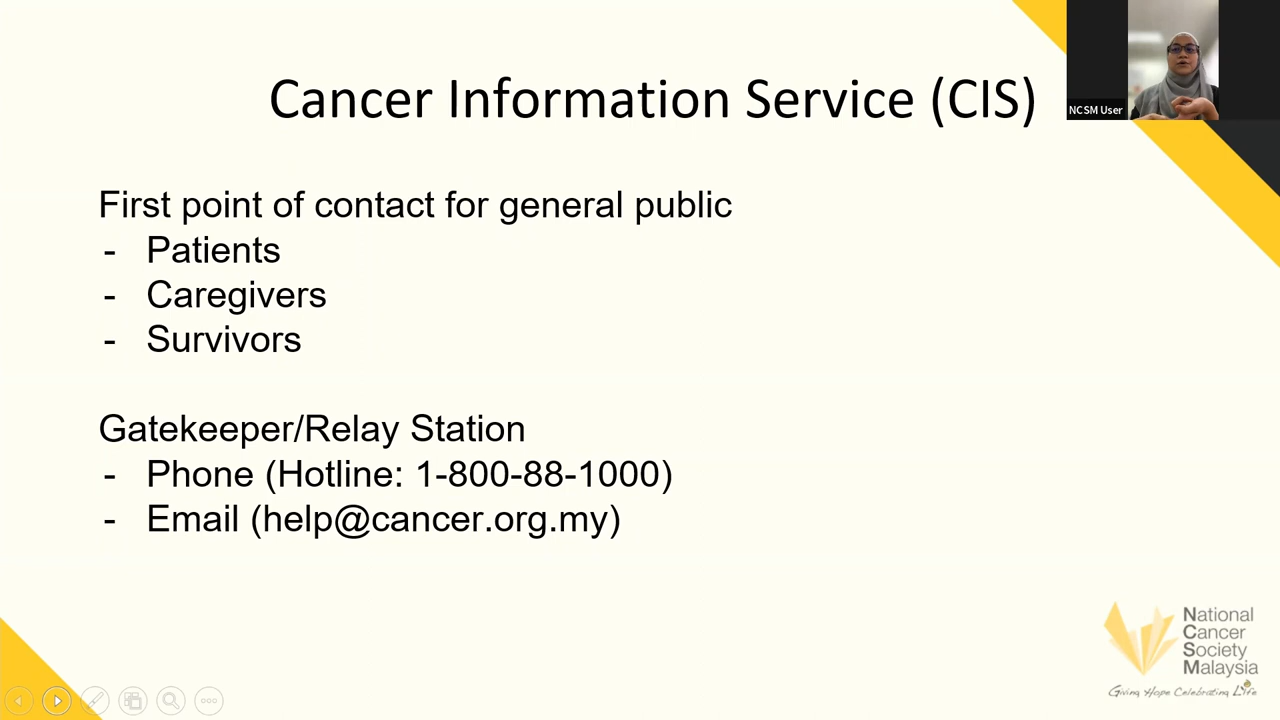 Cancer Information Service (CIS)
NCSM User
First point of contact for general public
- Patients
- Caregivers
- Survivors
Gatekeeper/Relay Station
- Phone (Hotline: 1-800-88-1000)
- Email (help@cancer.org.my)
National
Cancer
Society
Malaysia
Giving Hope Celebrating Life